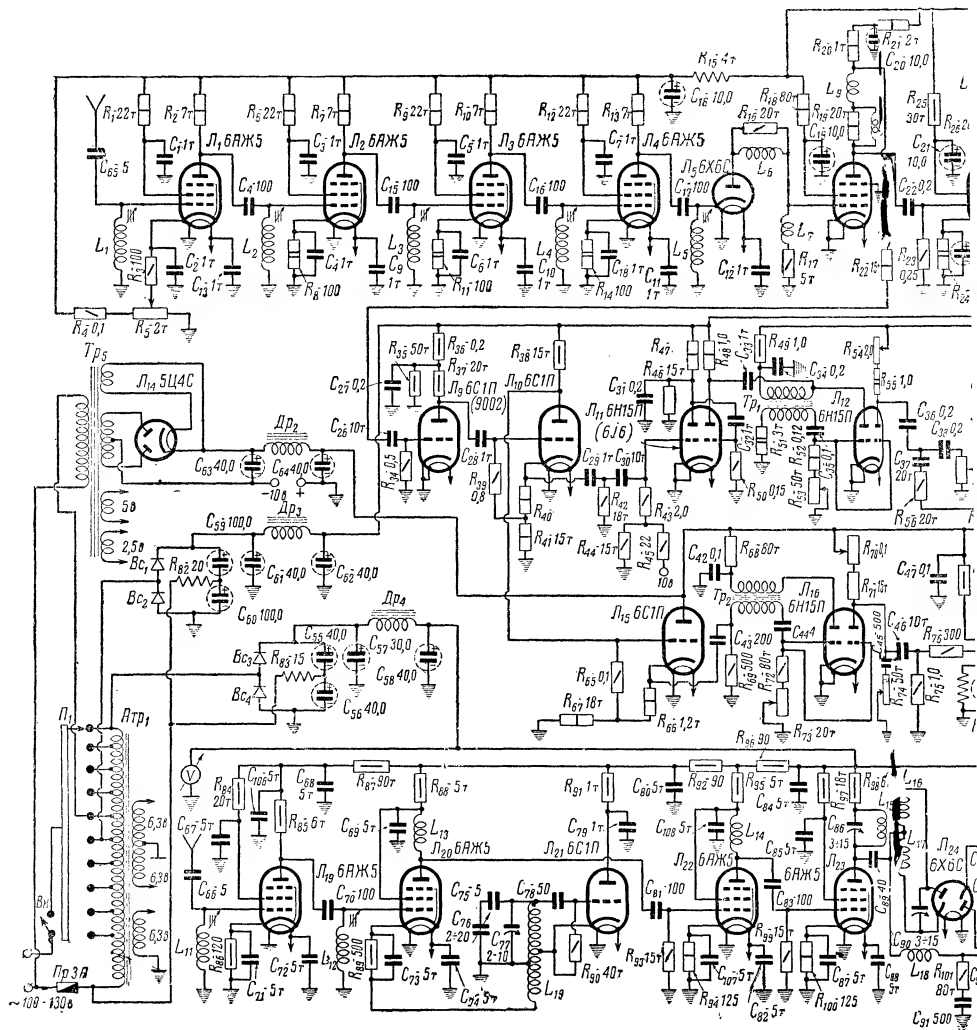 R₁-22т
R₂-7т
R₆-22т
R₇-7т
R₉-22т
R₁₀-7т
R₁₂-22т
R₁₃-7т
C₁₈-10,0
R₁₅-4т
R₁₈-80т
R₁₆-20т
R₁₉-20т
C₁₉-10,0
R₂₀-1т
R₂₁-2т
C₂₀-10,0
L₉
R₂₅
30т
C₂₁
10,0
C₆₅-5
C₁-1т
Л₁ 6АЖ5
C₃-1т
Л₂ 6АЖ5
C₅-1т
Л₃ 6АЖ5
C₇-1т
Л₄ 6АЖ5
Л₅ 6Х6С
L₆
C₄-100
C₁₅-100
C₁₆-100
C₁₇-100
C₂₂-0,2
L₁
R₃-100
C₂-1т
C₁₃-1т
L₂
R₈-100
C₄-1т
L₃
C₉
1т
R₁₁-100
C₆-1т
L₄
C₁₀
1т
R₁₄-100
C₁₈-1т
L₅
C₁₁
1т
C₁₂-1т
L₇
R₁₇
5т
R₂₂-15т
R₂₃
0,25
R₄-0,1
R₅-2т
Тр₅
Л₁₄ 5Ц4С
Др₂
C₆₃ 40,0
C₆₄ 40,0
−10в +
Др₃
5в
2,5в
C₅₉ 100,0
Вс₁
R₈₂-20
Вс₂
C₆₁-40,0
C₆₂-40,0
C₆₀ 100,0
R₃₅-50т
R₃₆-0,2
R₃₇-20т
C₂₇-0,2
Л₉ 6С1П
(9002)
C₂₆-10т
R₃₄-0,5
C₂₈-1т
R₃₉
0,8
R₃₈-15т
Л₁₀ 6С1П
R₄₀
R₄₁-15т
C₂₉-1т
C₃₀-10т
R₄₂
18т
R₄₃-2,0
R₄₄-15т
R₄₅-22
10в
R₄₇
R₄₆-15т
R₄₈-1,0
C₃₁-0,2
Л₁₁ 6Н15П
(6J6)
C₃₂-1т
R₅₀-0,15
C₃₃-1т
R₄₉-1,0
C₃₄-0,2
Тр₁
R₅₁-3т
R₅₂-0,12
R₅₃-50т
C₃₅-0,1
Л₁₂
6Н15П
R₅₄-2,0
R₅₅-1,0
C₃₆-0,2
C₃₇
20т
C₃₈-0,2
R₅₆-20т
Др₄
C₅₅ 40,0
Вс₃
R₈₃-15
Вс₄
C₅₇ 30,0
C₅₈ 40,0
C₅₆ 40,0
П₁
Атр₁
6,3в
6,3в
6,3в
Вк
Пр 3А
~ 100-130в
Л₁₅ 6С1П
R₆₅-0,1
R₆₇-18т
R₆₆-1,2т
C₄₂-0,1
R₆₈-80т
Тр₂
C₄₃-200
R₆₉-500
C₄₄-4
R₇₂-80т
R₇₃-20т
Л₁₆
6Н15П
R₇₀-0,1
R₇₁-15т
C₄₅-500
C₄₆-10т
R₇₄-50т
R₇₅-1,0
R₇₆-300
C₄₇-0,1
V
R₈₄
20т
C₁₀₆-5т
R₈₅-6т
C₆₈
5т
R₈₇-90т
R₈₈-5т
C₆₇-5т
C₆₆-5
Л₁₉ 6АЖ5
C₆₉-5т
L₁₃
Л₂₀ 6АЖ5
C₇₀-100
L₁₁
R₈₆-120
C₇₁-5т
C₇₂-5т
L₁₂
R₈₉-500
C₇₃-5т
C₇₄-5т
C₇₅-5
C₇₆
2÷20
C₇₇
2-10
C₇₈-50
L₁₉
Л₂₁ 6С1П
R₉₁-1т
C₇₉-1т
R₉₀-40т
C₈₀-5т
R₉₂-90
R₉₆-90
R₉₅-5т
C₈₄-5т
C₁₀₈-5т
L₁₄
C₈₅-5т
Л₂₂ 6АЖ5
C₈₁-100
C₈₃-100
R₉₃-15т
R₉₄-125
C₁₀₇-5т
C₈₂-5т
R₉₉-15т
R₁₀₀-125
C₈₇-5т
C₈₈
5т
R₉₇-18т
R₉₈-6
C₈₆
3÷15
Л₂₃
6АЖ5
L₁₅
L₁₆
L₁₇
C₈₉-40
Л₂₄
6Х6С
C₉₀ 3÷15
L₁₈
R₁₀₁
80т
C₉₁ 500